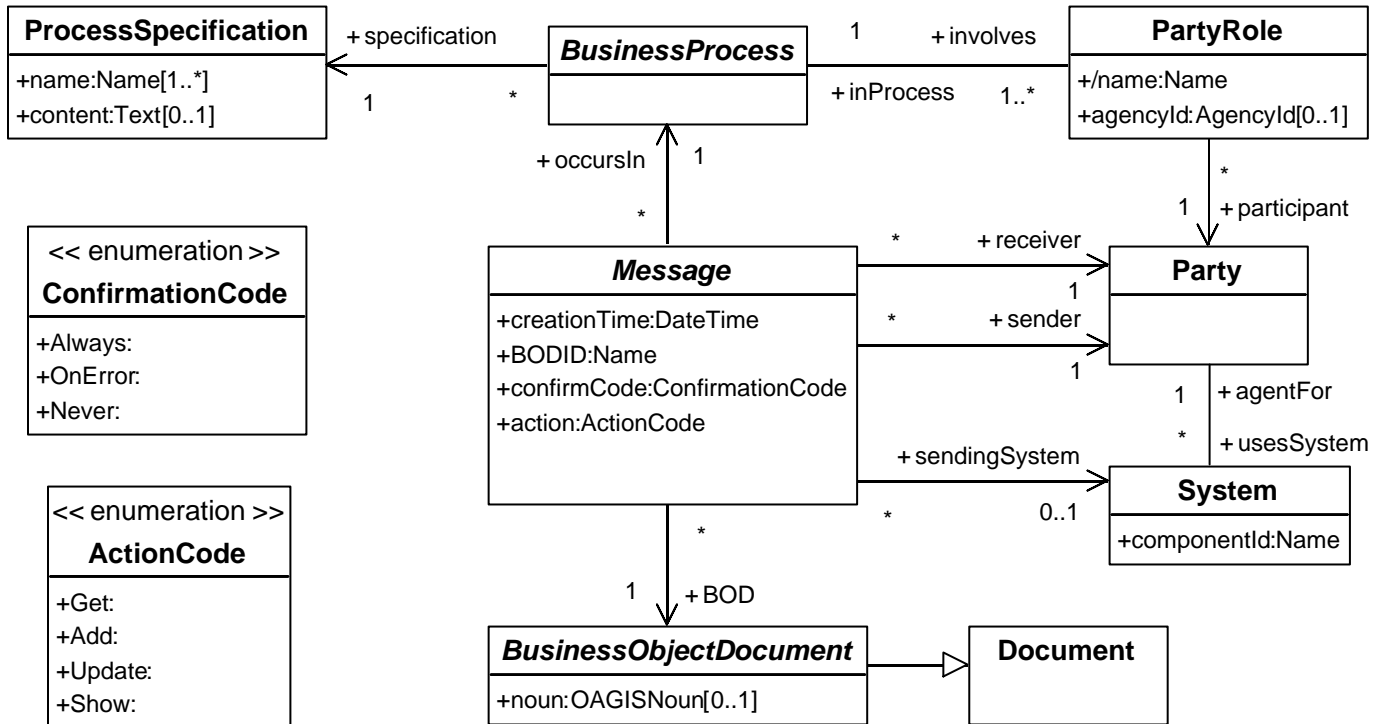 ProcessSpecification
+name:Name[1..*]
+content:Text[0..1]
+ specification
1
*
BusinessProcess
1
+ involves
+ inProcess
1..*
PartyRole
+/name:Name
+agencyId:AgencyId[0..1]
+ occursIn
1
*
*
1
+ participant
<< enumeration >>
ConfirmationCode
+Always:
+OnError:
+Never:
Message
+creationTime:DateTime
+BODID:Name
+confirmCode:ConfirmationCode
+action:ActionCode
*
+ receiver
1
*
+ sender
1
Party
1
+ agentFor
*
+ usesSystem
+ sendingSystem
*
0..1
System
+componentId:Name
<< enumeration >>
ActionCode
+Get:
+Add:
+Update:
+Show:
*
1
+ BOD
BusinessObjectDocument
+noun:OAGISNoun[0..1]
Document